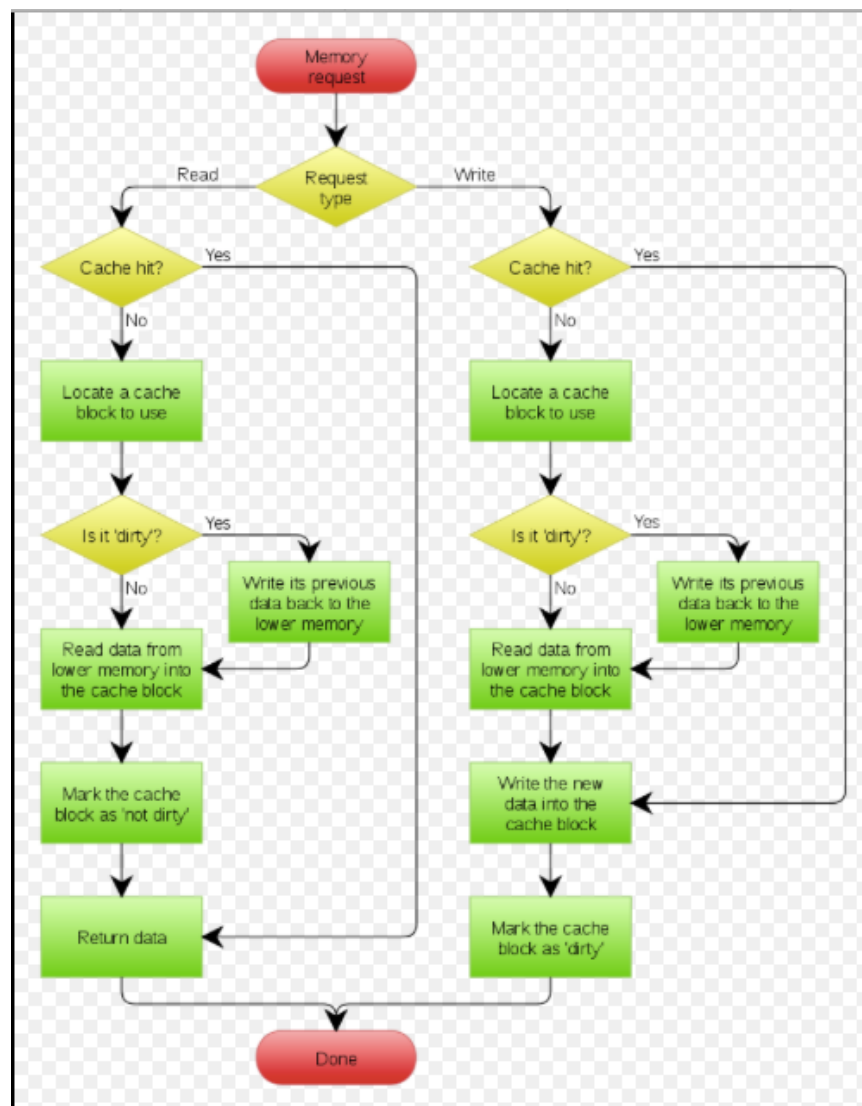 Memory
request
Request
type
Read
Write
Cache hit?
Yes
No
Locate a cache
block to use
Is it 'dirty'?
Yes
No
Write its previous
data back to the
lower memory
Read data from
lower memory into
the cache block
Mark the cache
block as 'not dirty'
Return data
Cache hit?
Yes
No
Locate a cache
block to use
Is it 'dirty'?
Yes
No
Write its previous
data back to the
lower memory
Read data from
lower memory into
the cache block
Write the new
data into the
cache block
Mark the cache
block as 'dirty'
Done